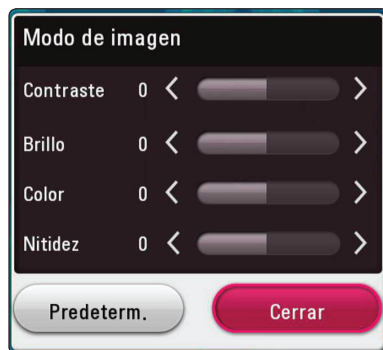 Modo de imagen
Contraste 0
Brillo 0
Color 0
Nitidez 0
Predeterm. Cerrar